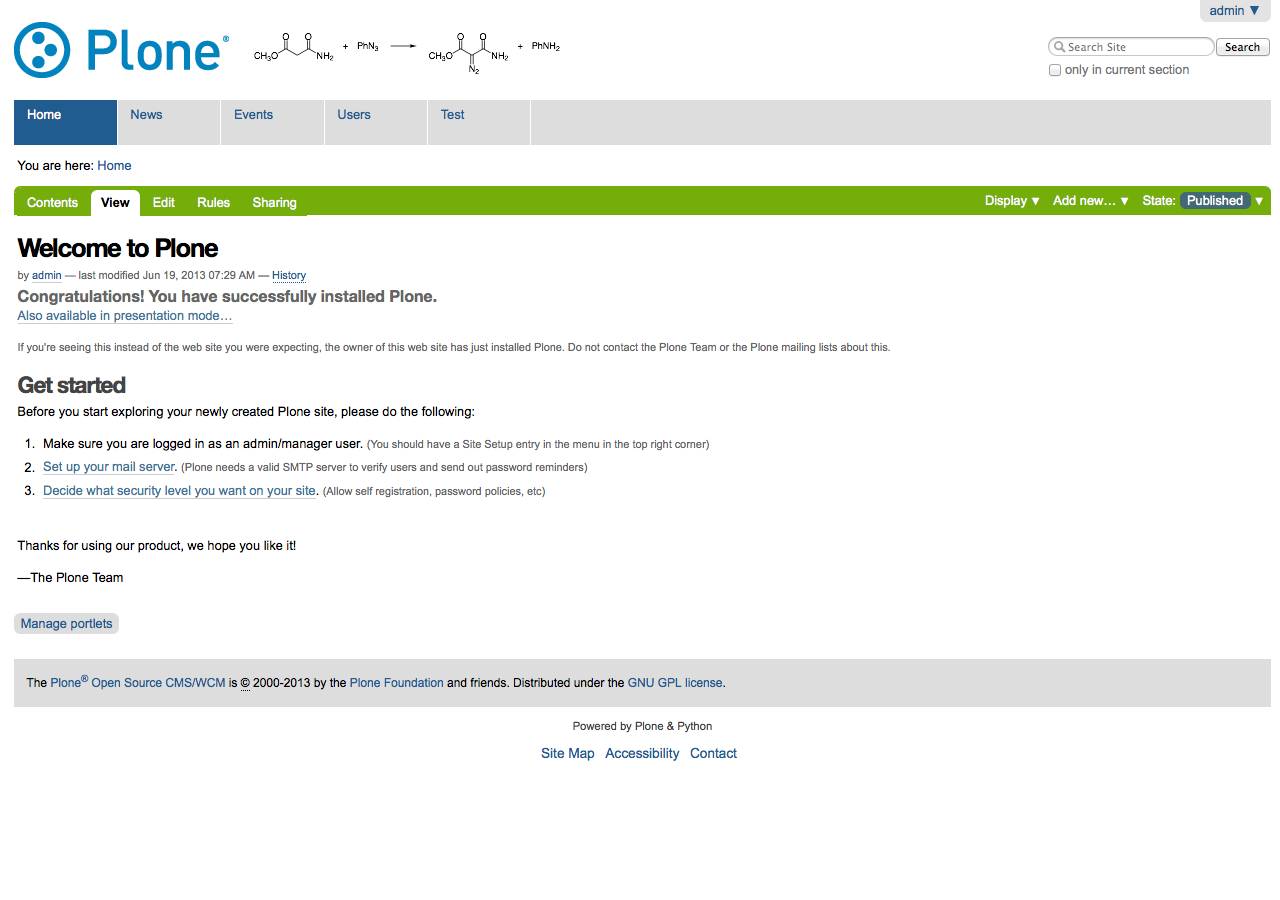 admin ▼
Plone®
CH3O O O NH2 + PhN3 → CH3O O O NH2 N2 + PhNH2
Search Site Search
only in current section
Home News Events Users Test
You are here: Home
Contents View Edit Rules Sharing Display ▼ Add new… ▼ State: Published ▼
Welcome to Plone
by admin — last modified Jun 19, 2013 07:29 AM — History
Congratulations! You have successfully installed Plone.
Also available in presentation mode…
If you're seeing this instead of the web site you were expecting, the owner of this web site has just installed Plone. Do not contact the Plone Team or the Plone mailing lists about this.
Get started
Before you start exploring your newly created Plone site, please do the following:
1. Make sure you are logged in as an admin/manager user. (You should have a Site Setup entry in the menu in the top right corner)
2. Set up your mail server. (Plone needs a valid SMTP server to verify users and send out password reminders)
3. Decide what security level you want on your site. (Allow self registration, password policies, etc)
Thanks for using our product, we hope you like it!
—The Plone Team
Manage portlets
The Plone® Open Source CMS/WCM is © 2000-2013 by the Plone Foundation and friends. Distributed under the GNU GPL license.
Powered by Plone & Python
Site Map Accessibility Contact